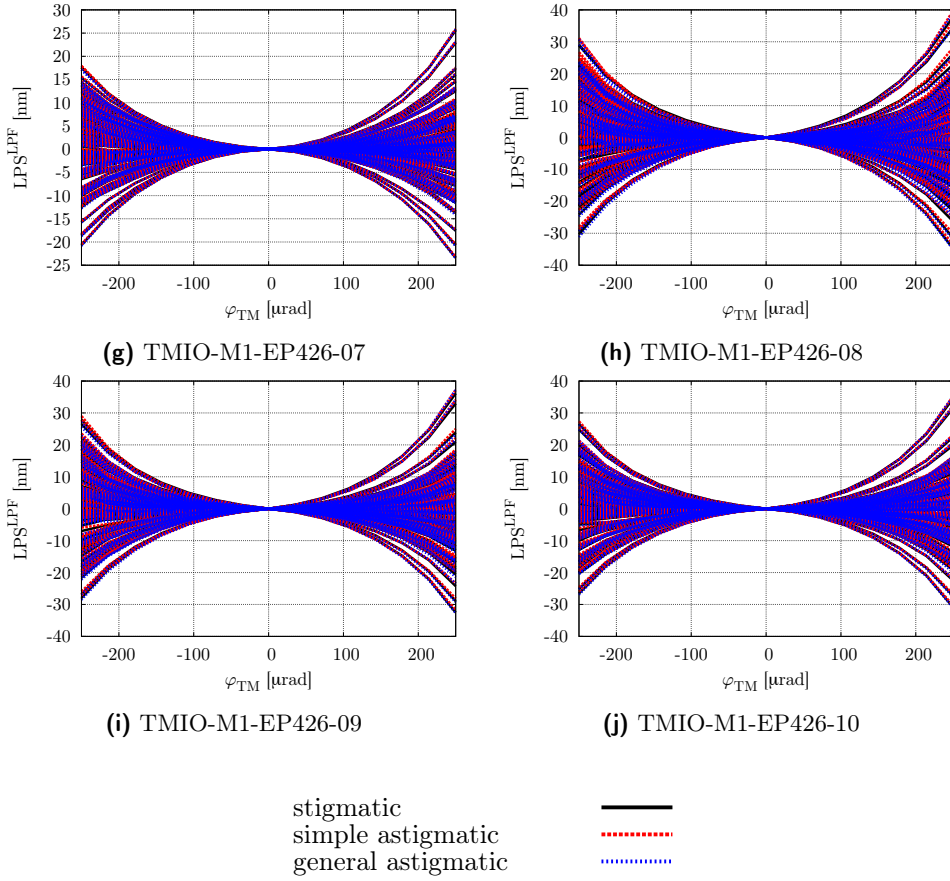 30
25
20
15
10
5
0
-5
-10
-15
-20
-25
-200 -100 0 100 200
LPS^LPF [nm]
φ_TM [µrad]
(g) TMIO-M1-EP426-07
40
30
20
10
0
-10
-20
-30
-40
-200 -100 0 100 200
LPS^LPF [nm]
φ_TM [µrad]
(h) TMIO-M1-EP426-08
40
30
20
10
0
-10
-20
-30
-40
-200 -100 0 100 200
LPS^LPF [nm]
φ_TM [µrad]
(i) TMIO-M1-EP426-09
40
30
20
10
0
-10
-20
-30
-40
-200 -100 0 100 200
LPS^LPF [nm]
φ_TM [µrad]
(j) TMIO-M1-EP426-10
stigmatic
simple astigmatic
general astigmatic